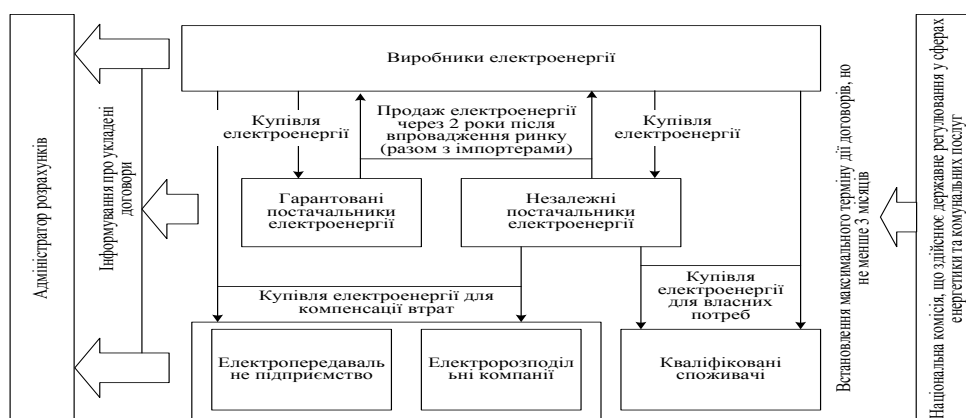 Адміністратор розрахунків
Інформування про укладені
договори
Виробники електроенергії
Купівля
електроенергії
Продаж електроенергії
через 2 роки після
впровадження ринку
(разом з імпортерами)
Купівля
електроенергії
Гарантовані
постачальники
електроенергії
Незалежні
постачальники
електроенергії
Купівля електроенергії для
компенсації втрат
Купівля
електроенергії
для власних
потреб
Електропередаваль
не підприємство
Електророзподіл
ьні компанії
Кваліфіковані
споживачі
Встановлення максимального терміну дії договорів, но
не менше 3 місяців
Національна комісія, що здійснює державне регулювання у сферах
енергетики та комунальних послуг